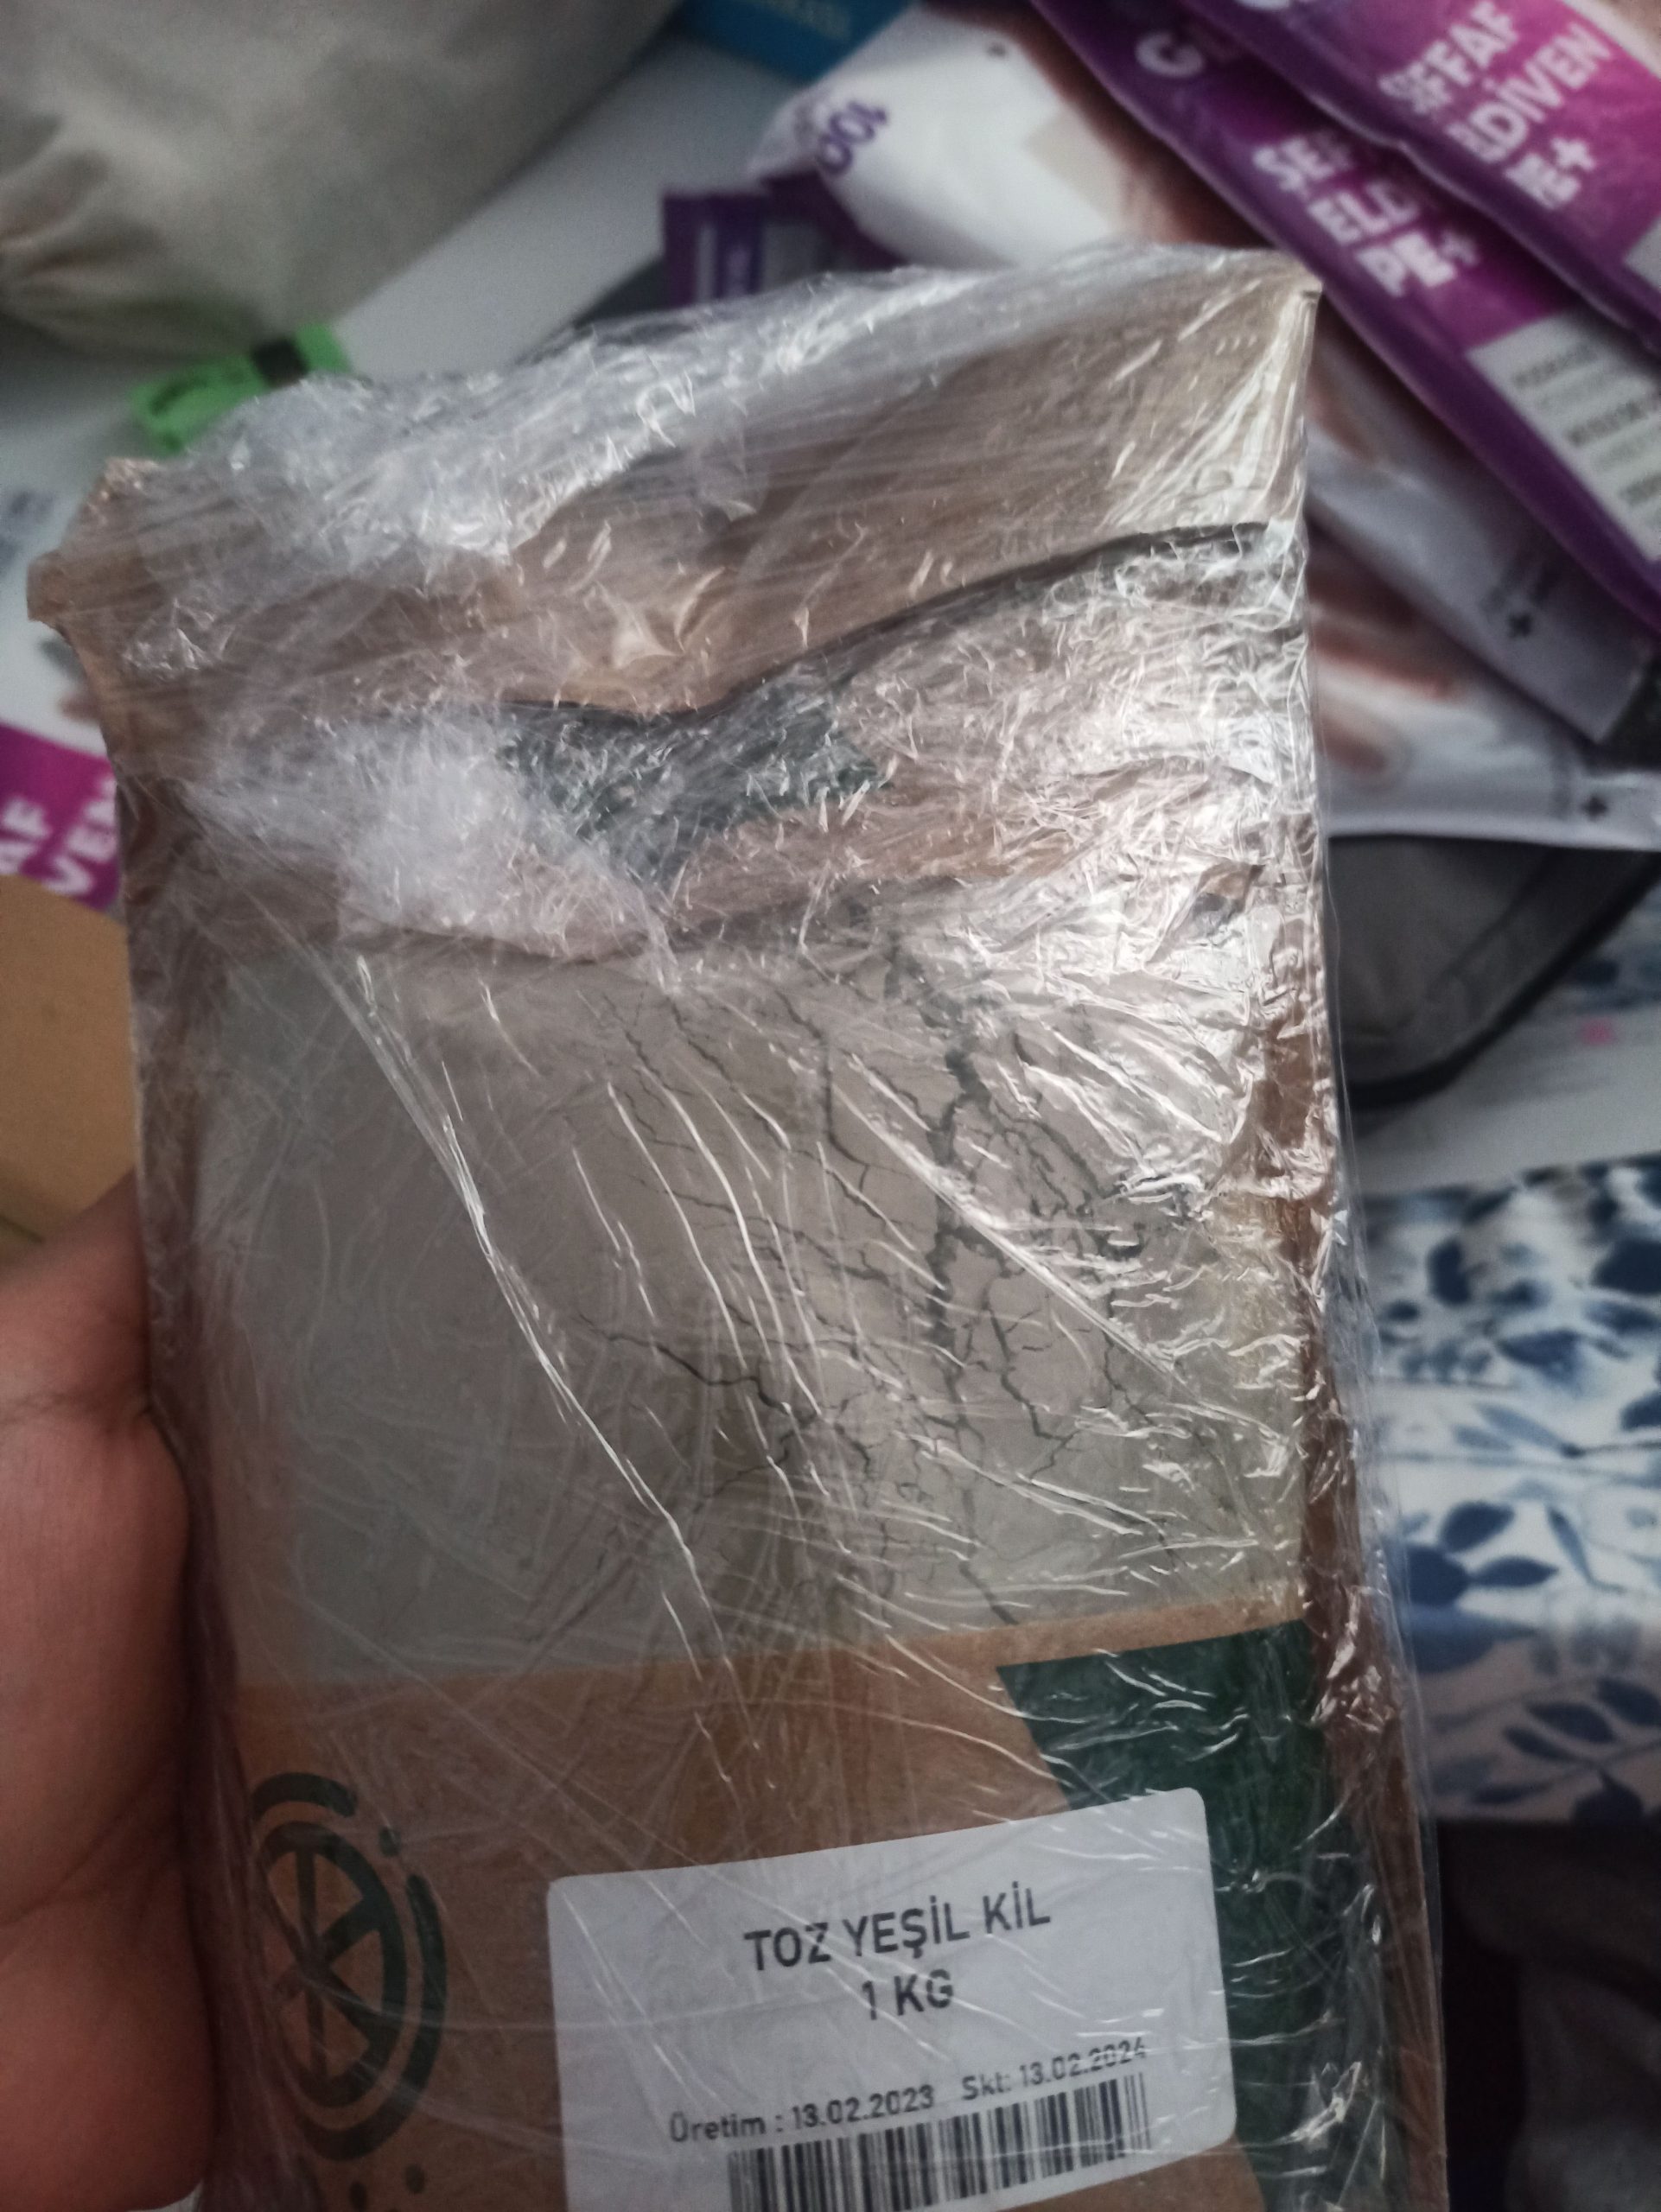 ŞEFFAF
ELDİVEN
PE+
TOZ YEŞİL KİL
1 KG
Üretim : 13.02.2023 Skt: 13.02.2024